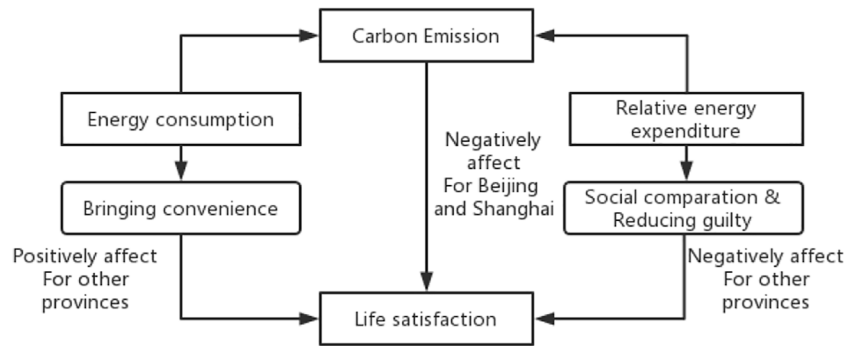 Carbon Emission
Energy consumption
Relative energy
expenditure
Negatively
affect
For Beijing
and Shanghai
Bringing convenience
Social comparation &
Reducing guilty
Positively affect
For other
provinces
Negatively affect
For other
provinces
Life satisfaction